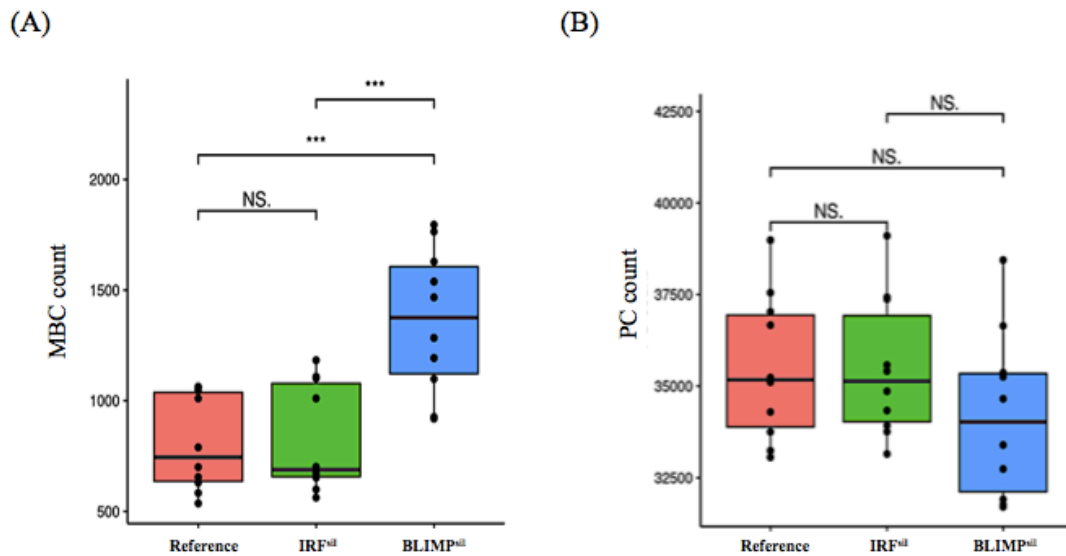 (A)
(B)
***
***
NS.
2000
1500
1000
500
MBC count
Reference IRFˢⁱˡ BLIMPˢⁱˡ
NS.
NS.
NS.
42500
40000
37500
35000
32500
PC count
Reference IRFˢⁱˡ BLIMPˢⁱˡ